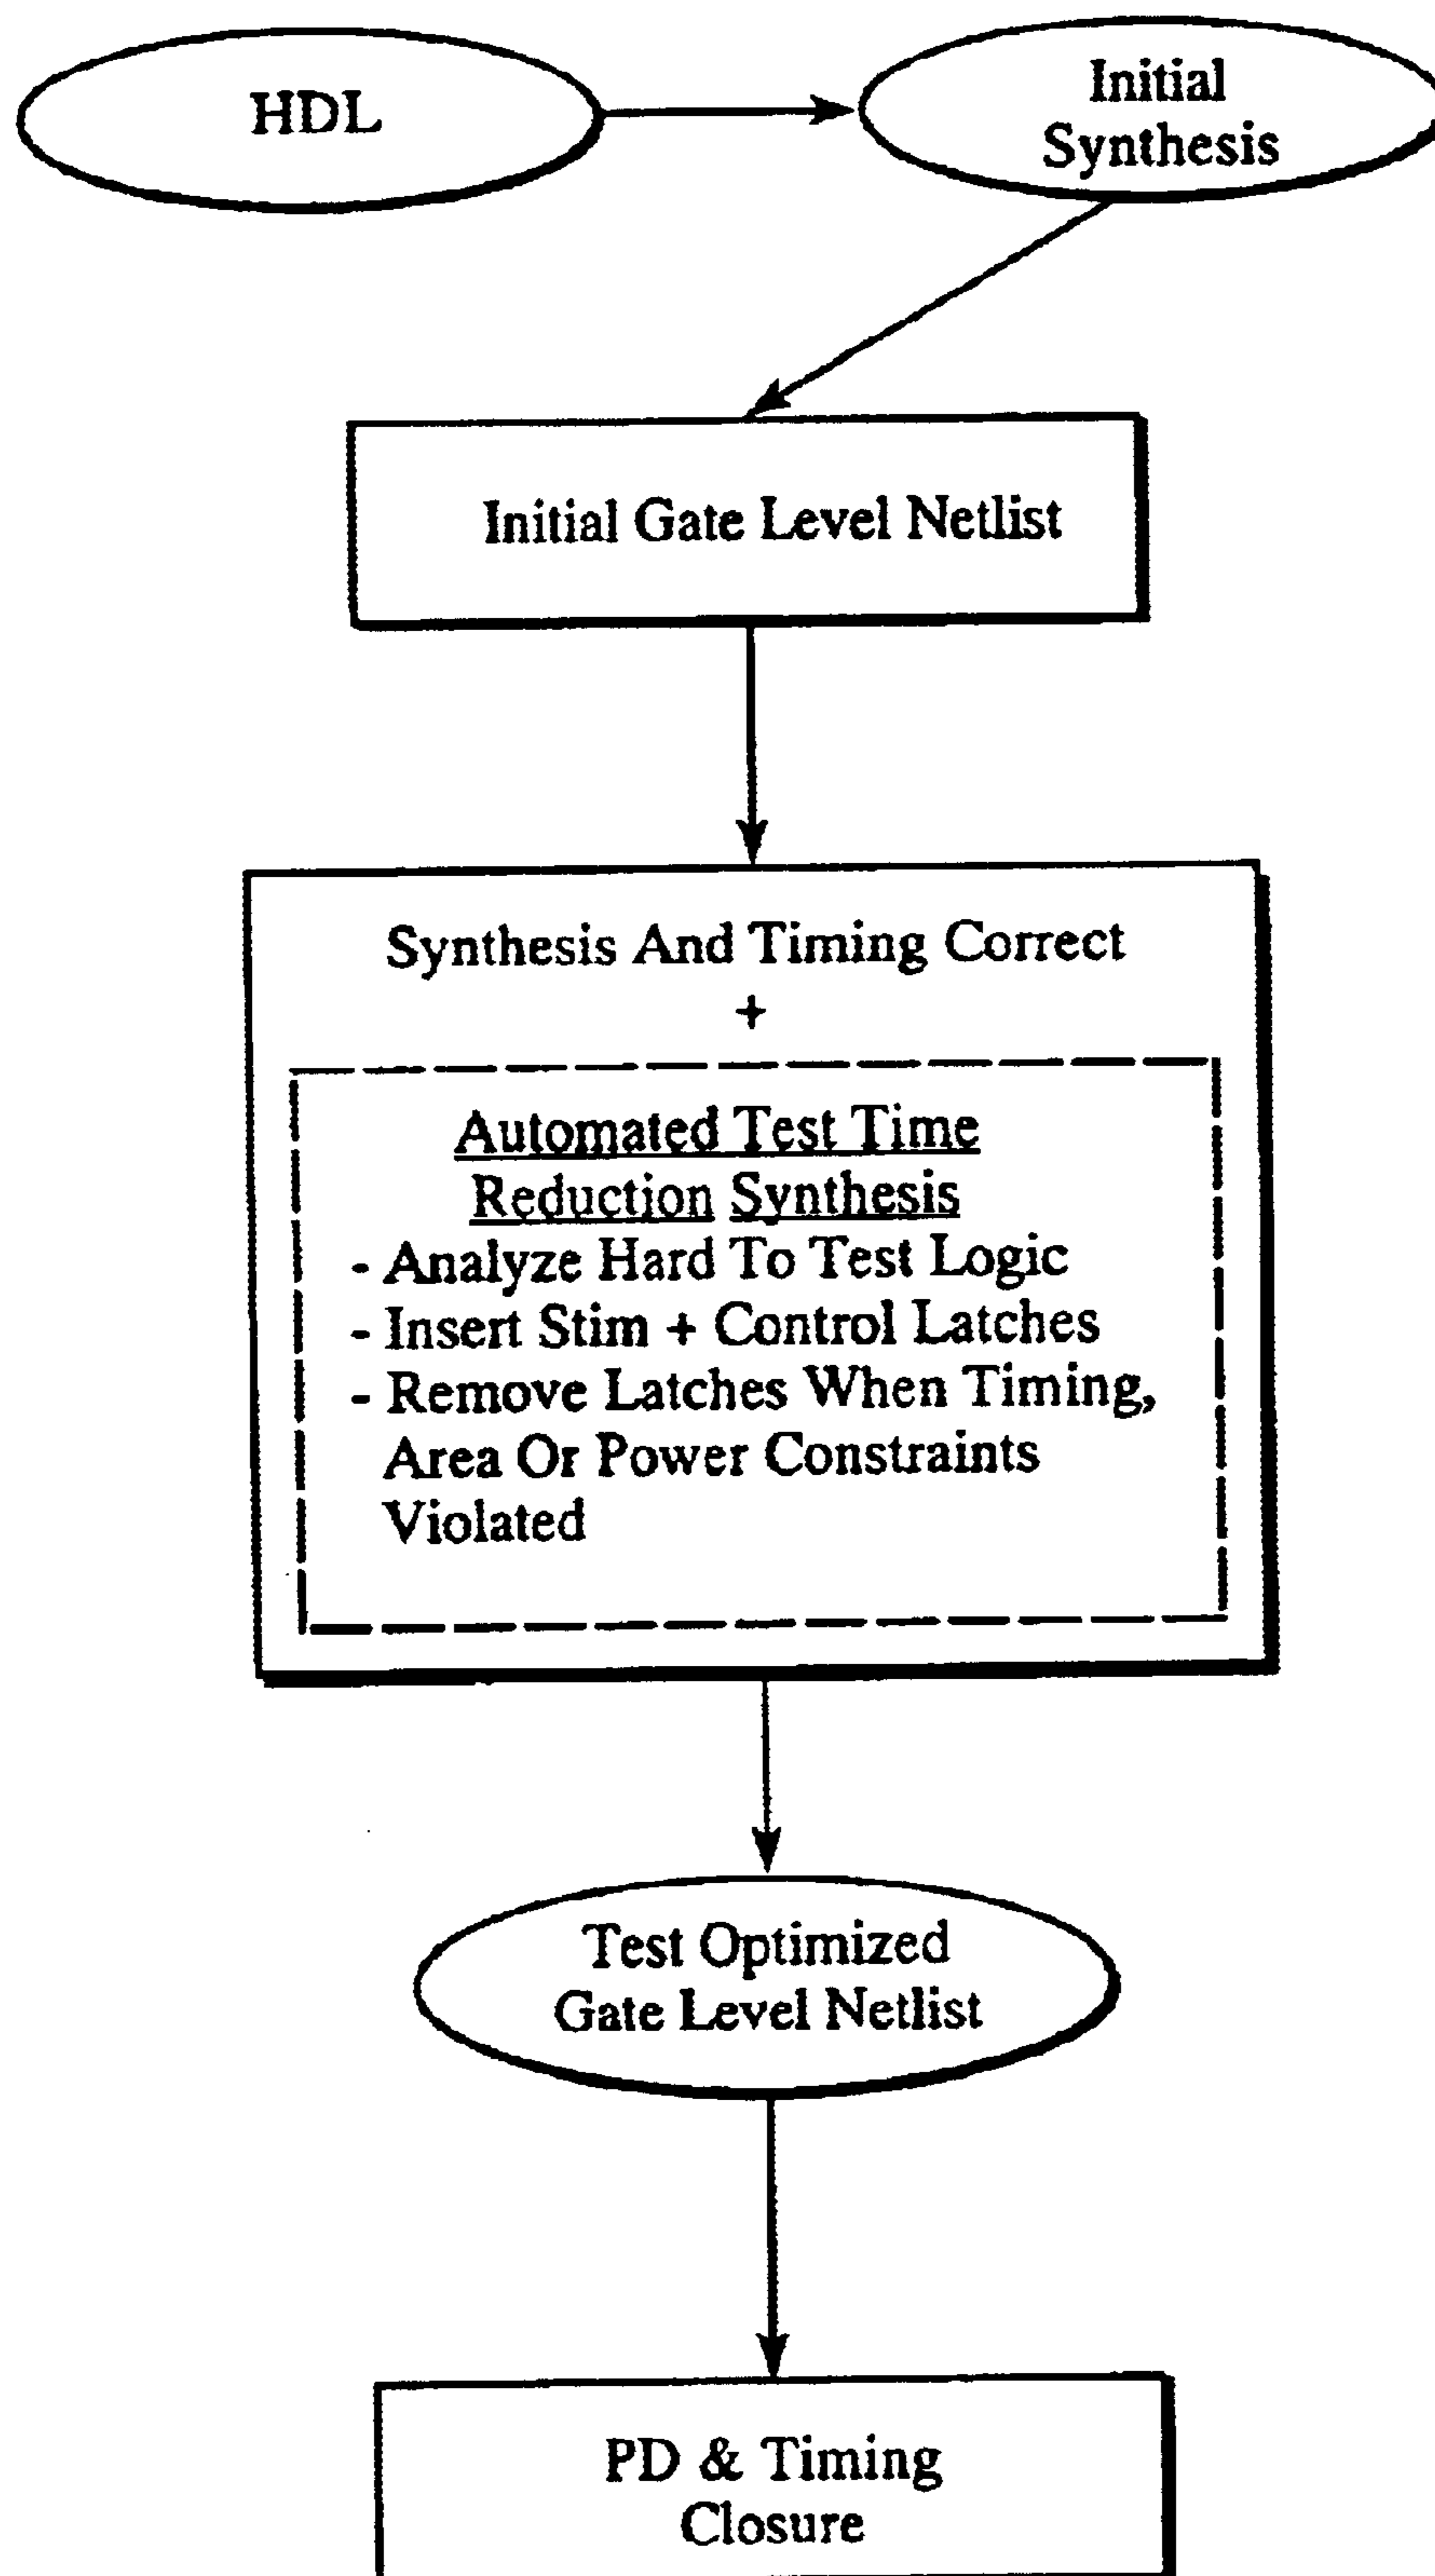 HDL
Initial
Synthesis
Initial Gate Level Netlist
Synthesis And Timing Correct
+
Automated Test Time
Reduction Synthesis
- Analyze Hard To Test Logic
- Insert Stim + Control Latches
- Remove Latches When Timing,
Area Or Power Constraints
Violated
Test Optimized
Gate Level Netlist
PD & Timing
Closure